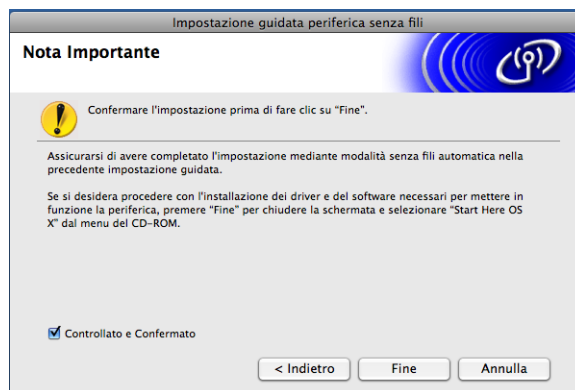 Impostazione guidata periferica senza fili
Nota Importante
Confermare l'impostazione prima di fare clic su "Fine".
Assicurarsi di avere completato l'impostazione mediante modalità senza fili automatica nella
precedente impostazione guidata.
Se si desidera procedere con l'installazione dei driver e del software necessari per mettere in
funzione la periferica, premere "Fine" per chiudere la schermata e selezionare "Start Here OS
X" dal menu del CD-ROM.
Controllato e Confermato
< Indietro
Fine
Annulla